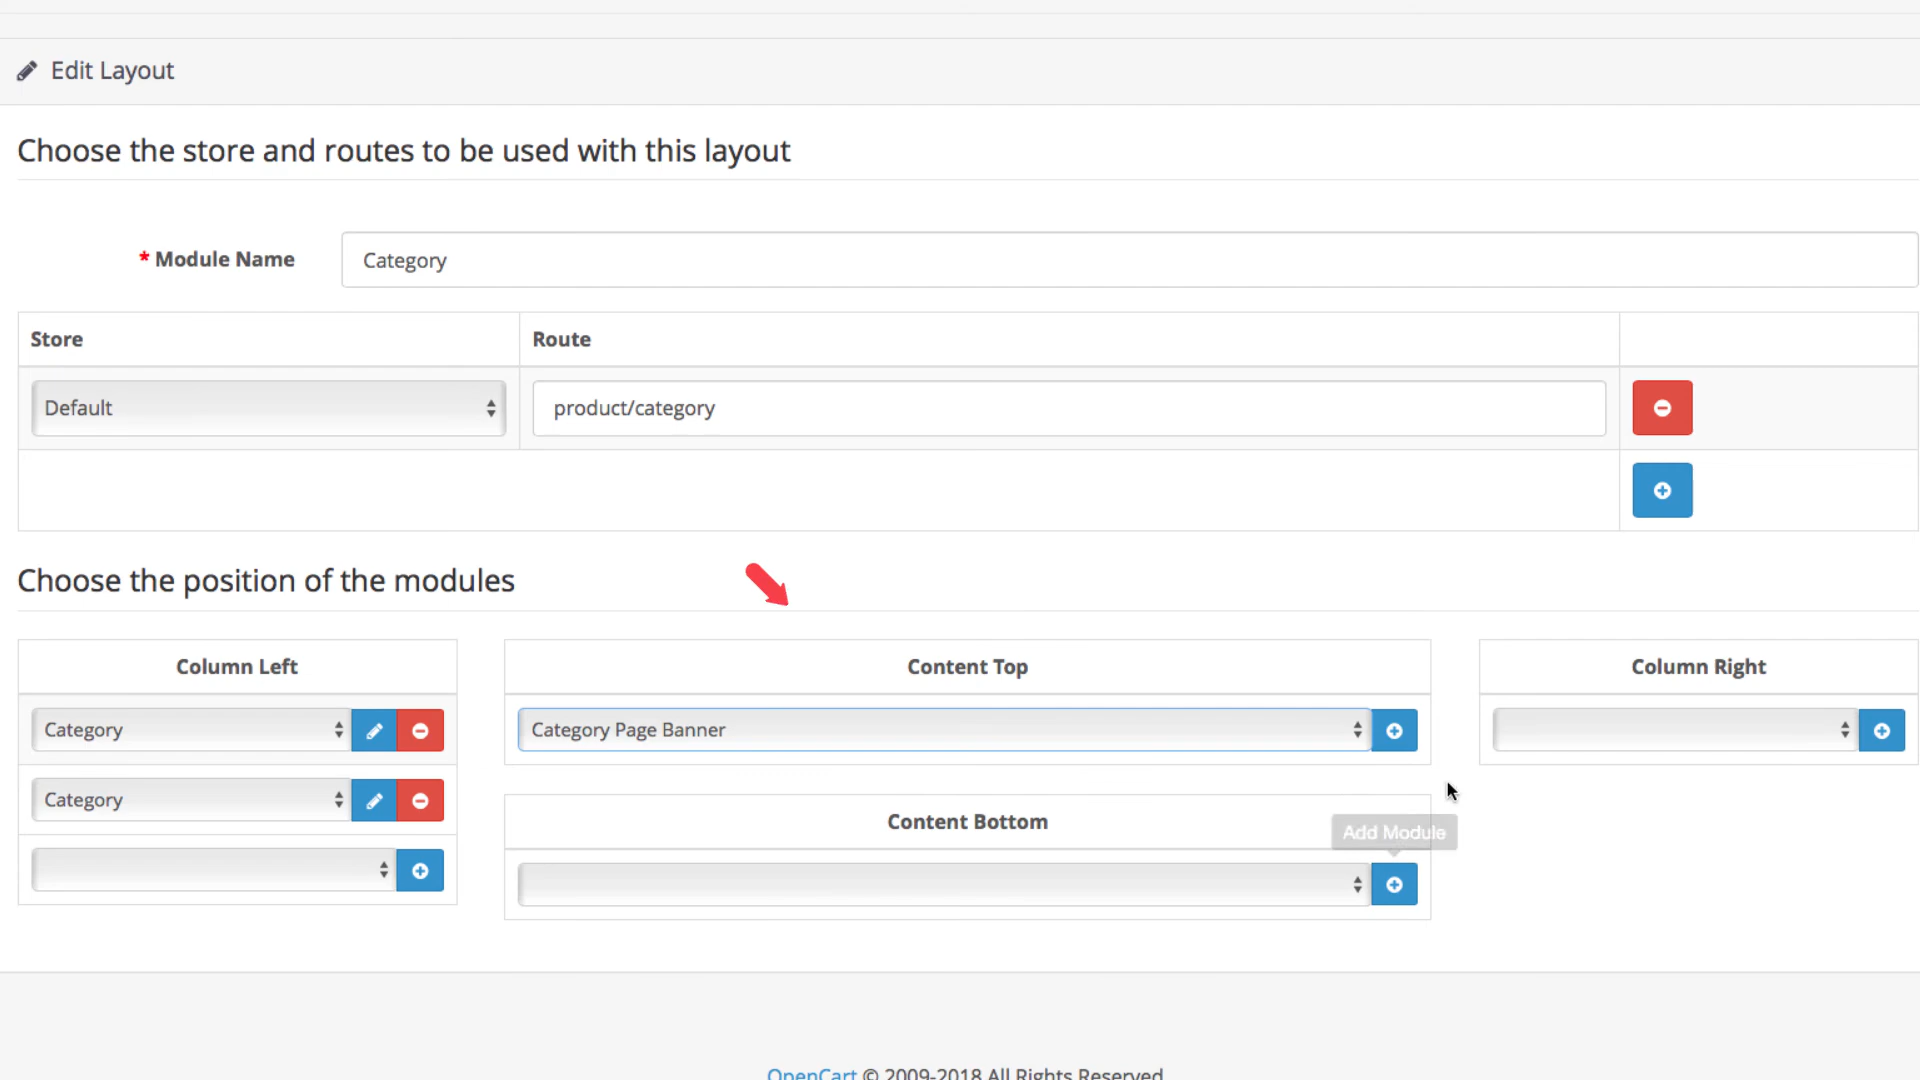 Edit Layout
Choose the store and routes to be used with this layout
* Module Name
Category
Store
Route
Default
product/category
Choose the position of the modules
Column Left
Content Top
Column Right
Category
Category Page Banner
Category
Content Bottom
Add Module
OpenCart © 2009-2018 All Rights Reserved.